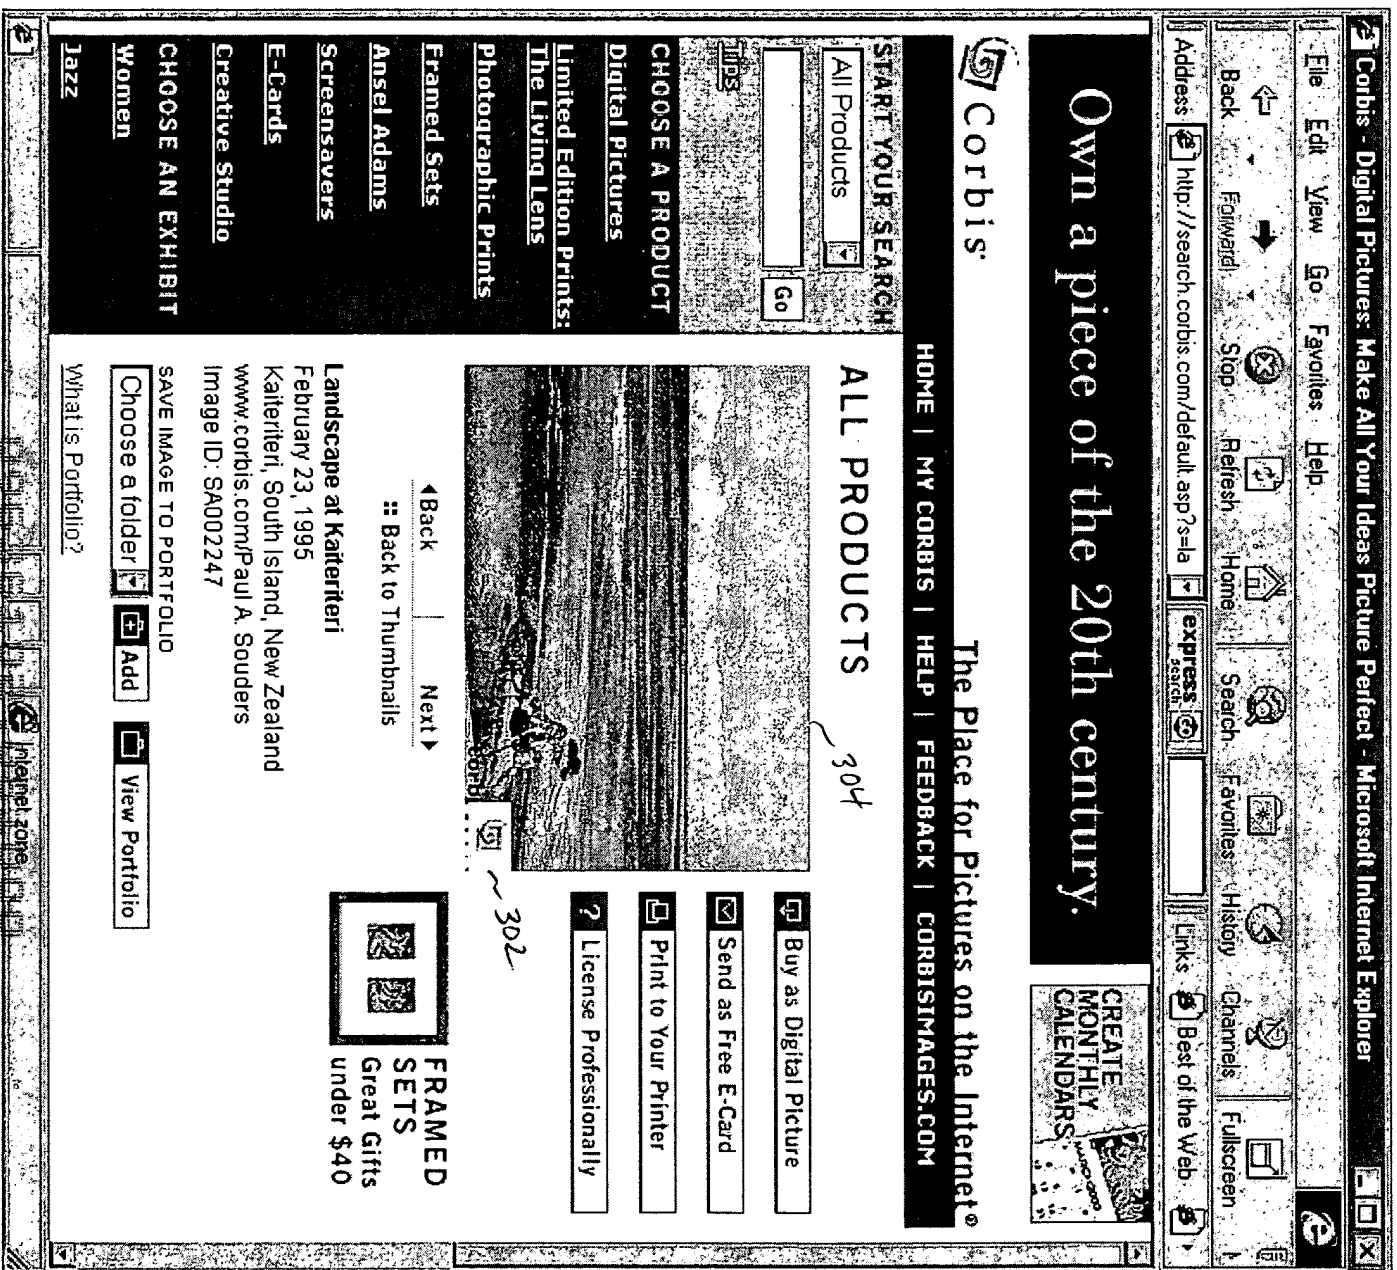 Corbis - Digital Pictures: Make All Your Ideas Picture Perfect - Microsoft Internet Explorer
File Edit View Go Favorites Help
Back Forward Stop Refresh Home Search Favorites History Channels Fullscreen
Address http://search.corbis.com/default.asp?s=la express search Links Best of the Web
Own a piece of the 20th century.
CREATE
MONTHLY
CALENDARS
Corbis
The Place for Pictures on the Internet®
HOME | MY CORBIS | HELP | FEEDBACK | CORBISIMAGES.COM
START YOUR SEARCH
All Products
Go
Tips
CHOOSE A PRODUCT
Digital Pictures
Limited Edition Prints:
The Living Lens
Photographic Prints
Framed Sets
Ansel Adams
Screensavers
E-Cards
Creative Studio
CHOOSE AN EXHIBIT
Women
Jazz
ALL PRODUCTS
304
302
Buy as Digital Picture
Send as Free E-Card
Print to Your Printer
? License Professionally
Back Next
:: Back to Thumbnails
Landscape at Kaiteriteri
February 23, 1995
Kaiteriteri, South Island, New Zealand
www.corbis.com/Paul A. Souders
Image ID: SA002247
FRAMED
SETS
Great Gifts
under $40
SAVE IMAGE TO PORTFOLIO
Choose a folder Add View Portfolio
What is Portfolio?
Internet zone